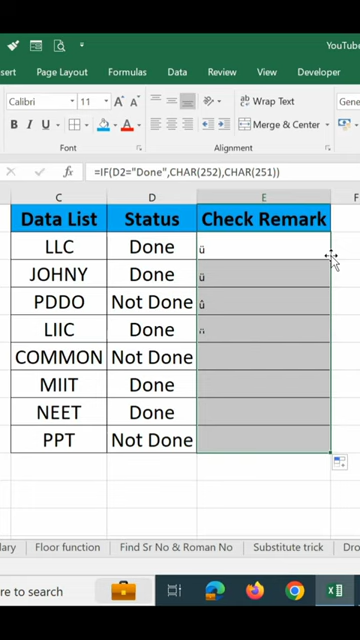 YouTube
nsert Page Layout Formulas Data Review View Developer
Calibri 11 A A ab Wrap Text Gene
B I U A Merge & Center
Font Alignment
fx =IF(D2="Done",CHAR(252),CHAR(251))
C D E F
Data List Status Check Remark
LLC Done ü
JOHNY Done ü
PDDO Not Done û
LIIC Done
COMMON Not Done
MIIT Done
NEET Done
PPT Not Done
lary Floor function Find Sr No & Roman No Substitute trick Dro
e to search